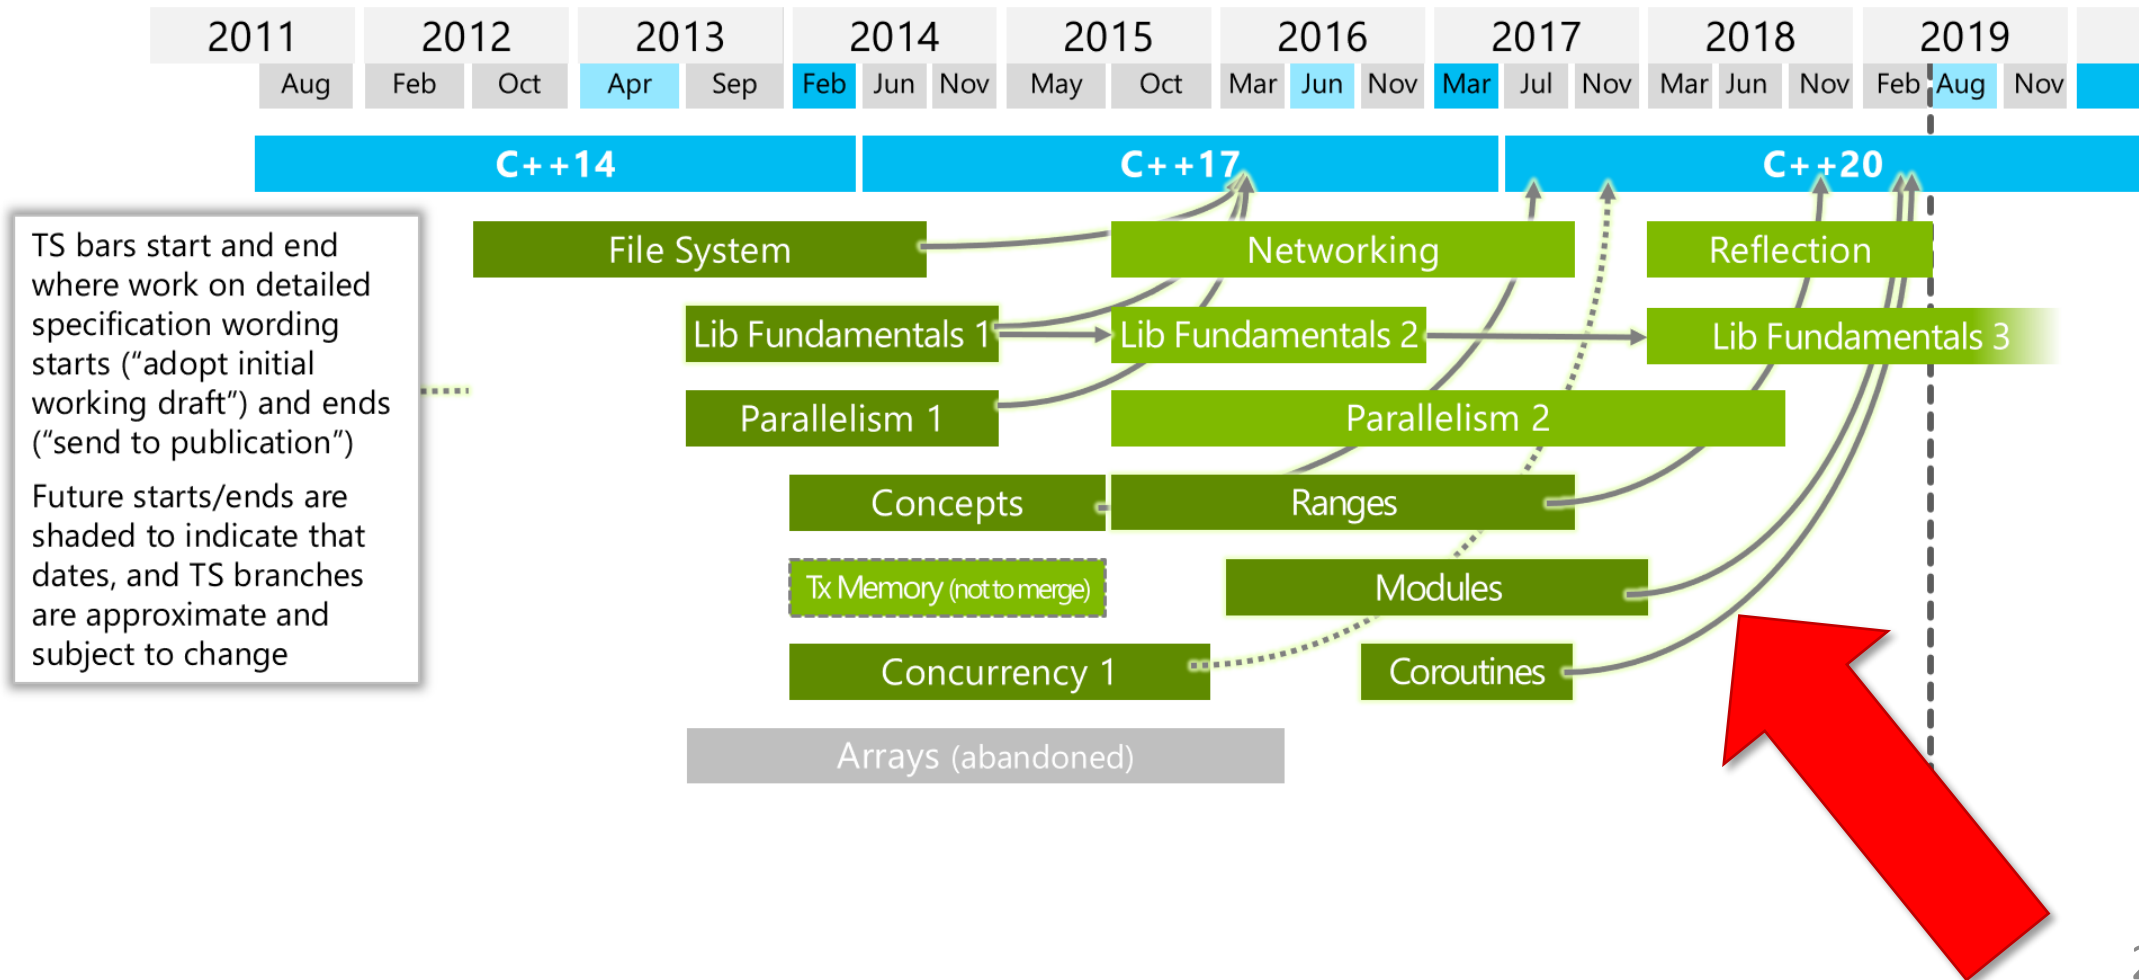 2011 2012 2013 2014 2015 2016 2017 2018 2019
Aug Feb Oct Apr Sep Feb Jun Nov May Oct Mar Jun Nov Mar Jul Nov Mar Jun Nov Feb Aug Nov
C++14 C++17 C++20
TS bars start and end
where work on detailed
specification wording
starts (“adopt initial
working draft”) and ends
(“send to publication”)
Future starts/ends are
shaded to indicate that
dates, and TS branches
are approximate and
subject to change
File System Networking Reflection
Lib Fundamentals 1 Lib Fundamentals 2 Lib Fundamentals 3
Parallelism 1 Parallelism 2
Concepts Ranges
Tx Memory (not to merge) Modules
Concurrency 1 Coroutines
Arrays (abandoned)